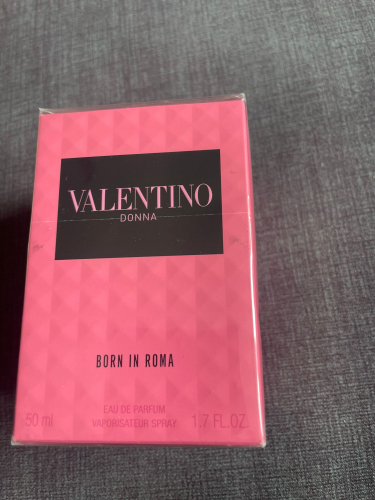 VALENTINO
DONNA
BORN IN ROMA
EAU DE PARFUM
50 ml VAPORISATEUR SPRAY 1.7 FL.OZ.